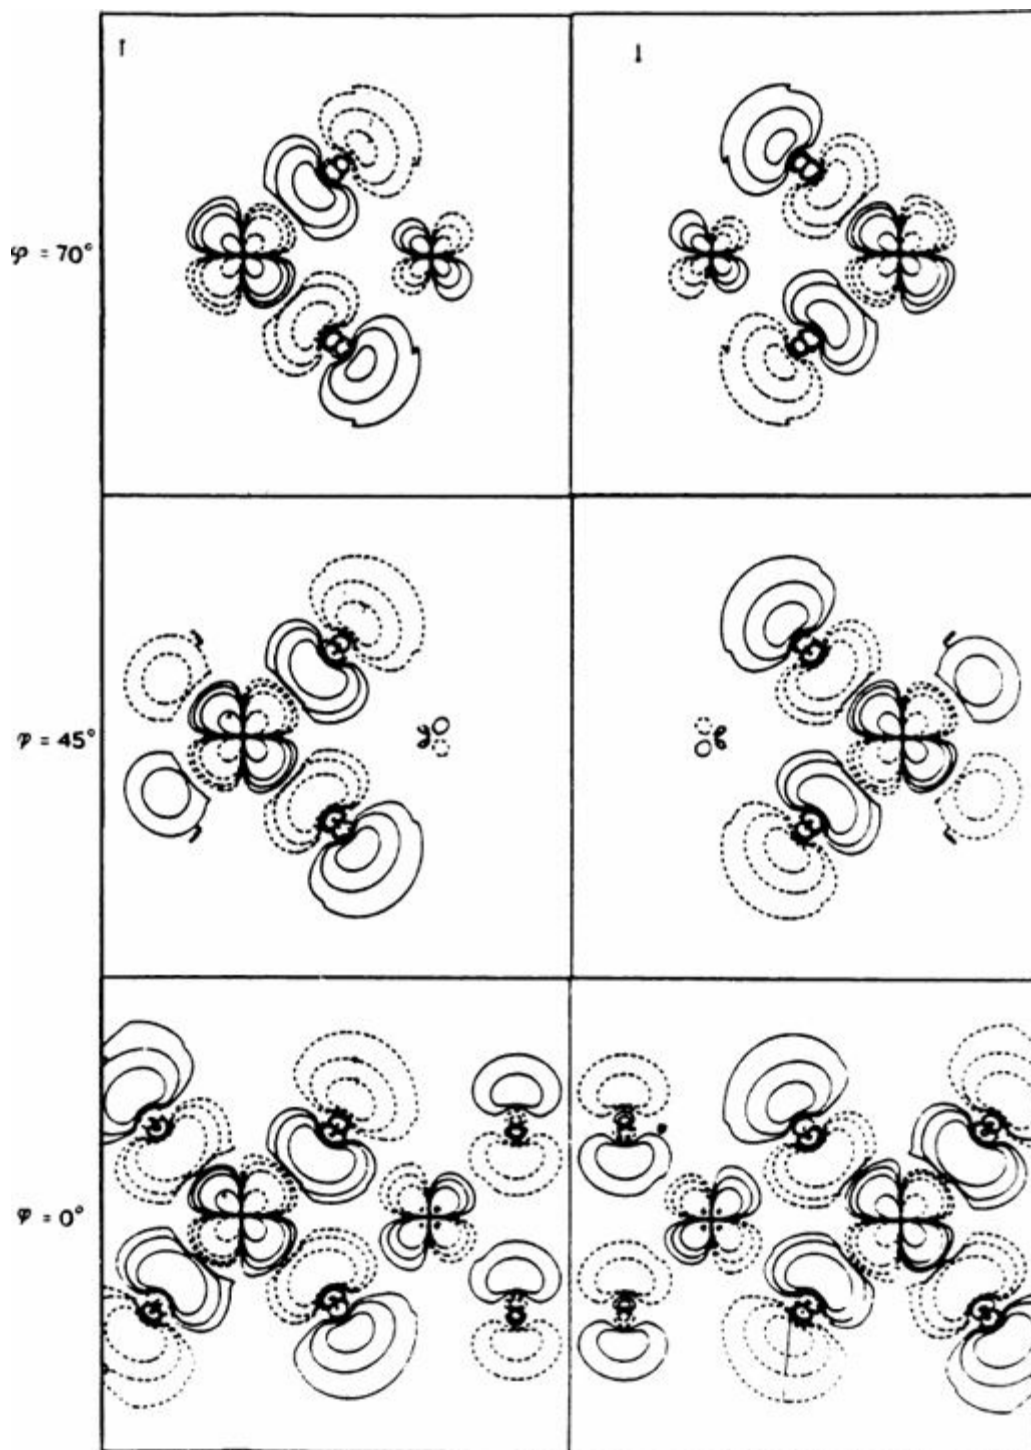 ↑ ↓
φ = 70°
φ = 45°
φ = 0°